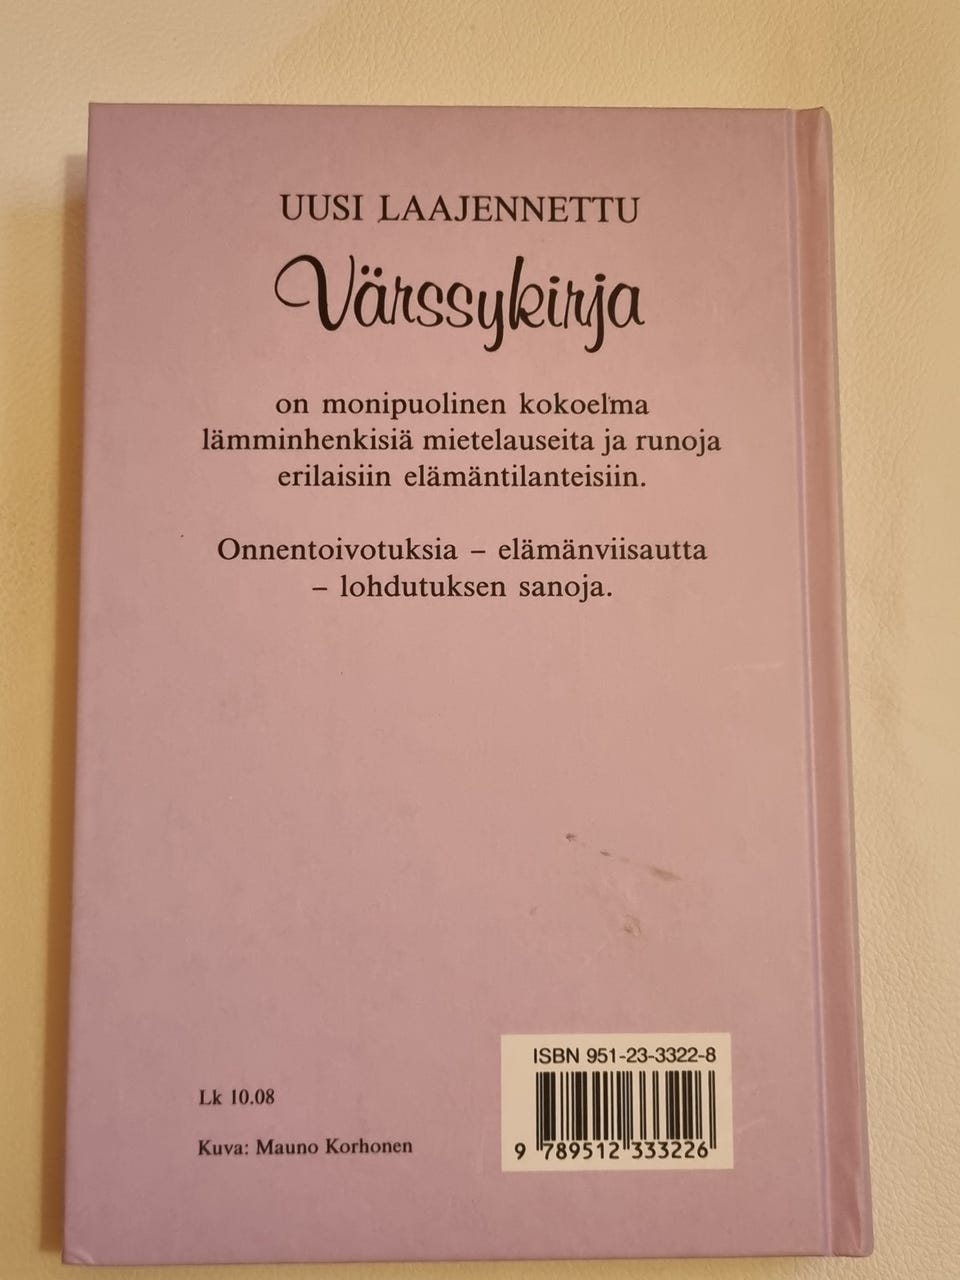 UUSI LAAJENNETTU
Värssykirja
on monipuolinen kokoelma
lämminhenkisiä mietelauseita ja runoja
erilaisiin elämäntilanteisiin.
Onnentoivotuksia – elämänviisautta
– lohdutuksen sanoja.
ISBN 951-23-3322-8
Lk 10.08
Kuva: Mauno Korhonen
9 789512 333226